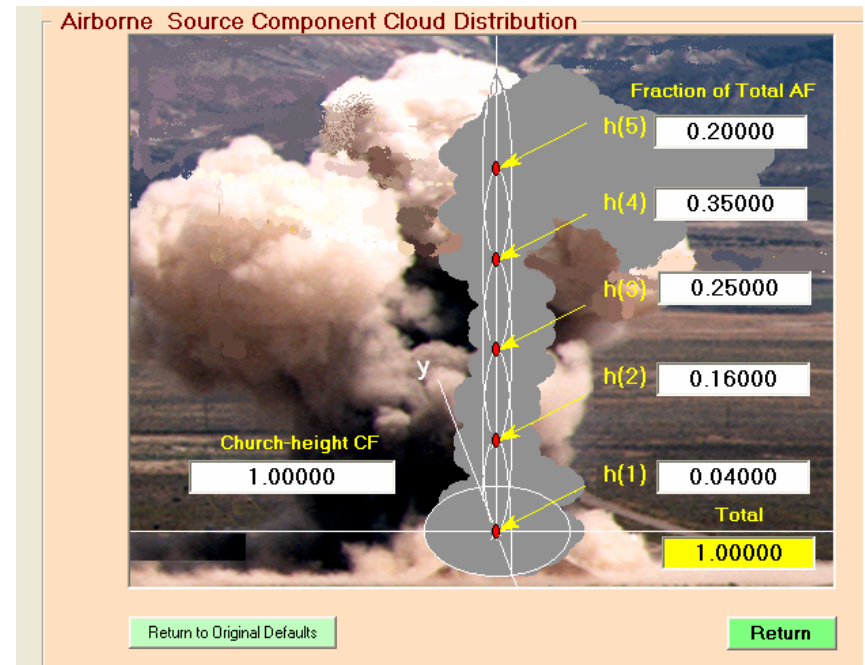 Airborne Source Component Cloud Distribution
Fraction of Total AF
h(5) 0.20000
h(4) 0.35000
h(3) 0.25000
y
h(2) 0.16000
Church-height CF
1.00000
h(1) 0.04000
Total
1.00000
Return to Original Defaults
Return